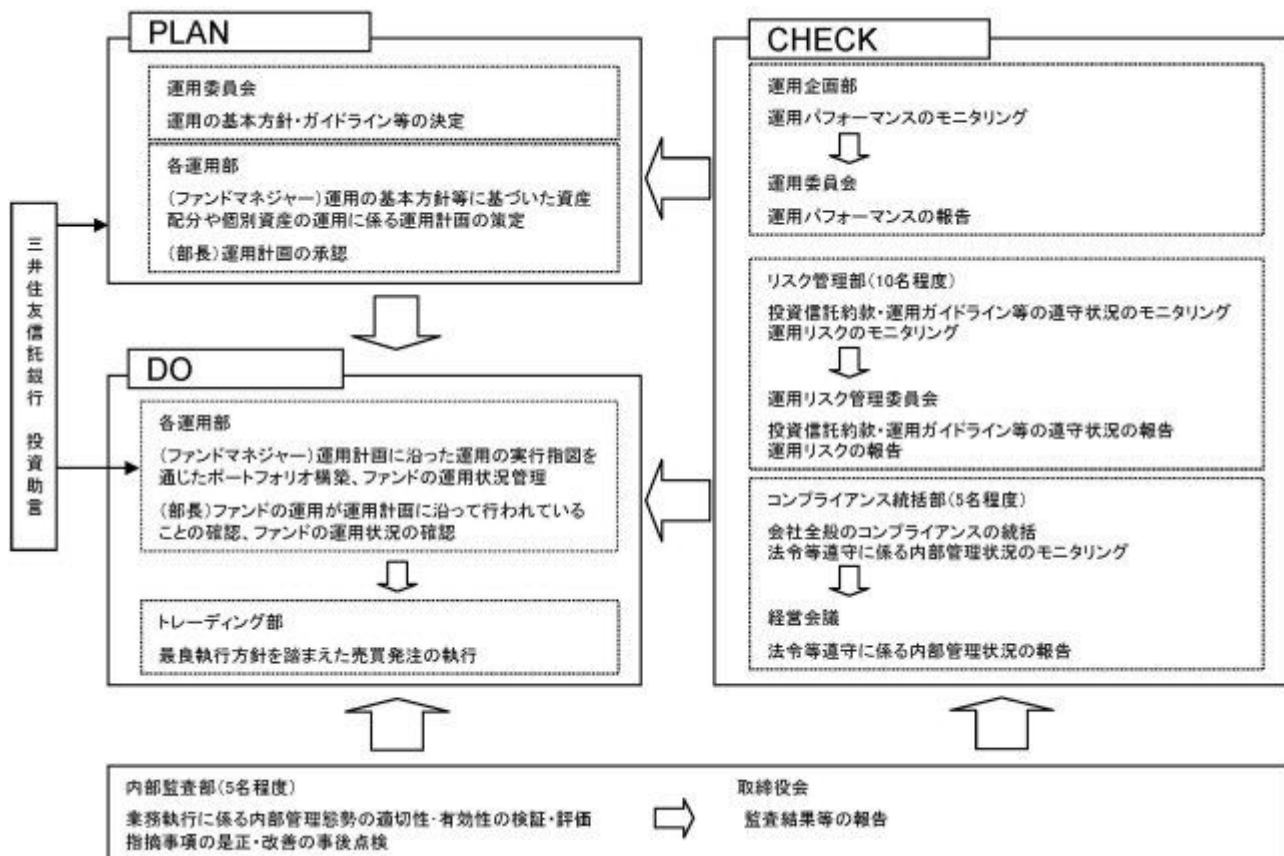 PLAN
運用委員会
運用の基本方針・ガイドライン等の決定
各運用部
(ファンドマネジャー)運用の基本方針等に基づいた資産
配分や個別資産の運用に係る運用計画の策定
(部長)運用計画の承認
三井住友信託銀行 投資助言
DO
各運用部
(ファンドマネジャー)運用計画に沿った運用の実行指図を
通じたポートフォリオ構築、ファンドの運用状況管理
(部長)ファンドの運用が運用計画に沿って行われている
ことの確認、ファンドの運用状況の確認
トレーディング部
最良執行方針を踏まえた売買発注の執行
CHECK
運用企画部
運用パフォーマンスのモニタリング
運用委員会
運用パフォーマンスの報告
リスク管理部(10名程度)
投資信託約款・運用ガイドライン等の遵守状況のモニタリング
運用リスクのモニタリング
運用リスク管理委員会
投資信託約款・運用ガイドライン等の遵守状況の報告
運用リスクの報告
コンプライアンス統括部(5名程度)
会社全般のコンプライアンスの統括
法令等遵守に係る内部管理状況のモニタリング
経営会議
法令等遵守に係る内部管理状況の報告
内部監査部(5名程度)
業務執行に係る内部管理態勢の適切性・有効性の検証・評価
指摘事項の是正・改善の事後点検
取締役会
監査結果等の報告